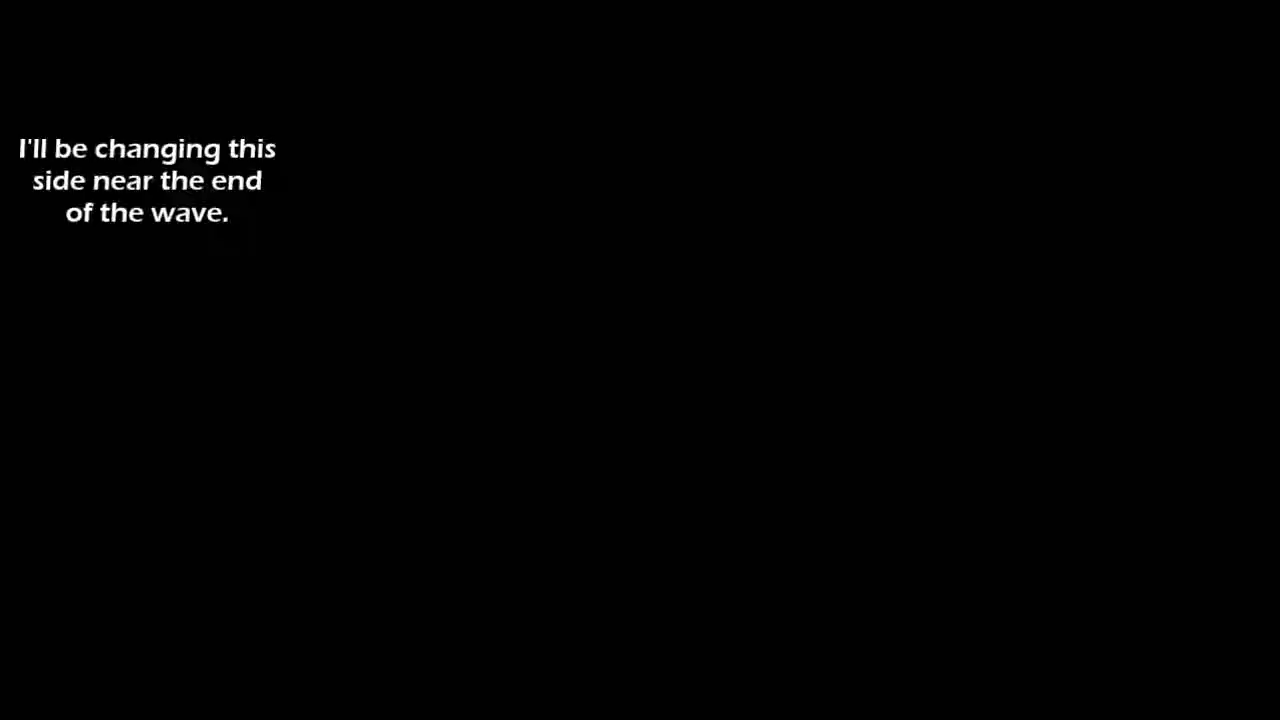 I'll be changing this
side near the end
of the wave.